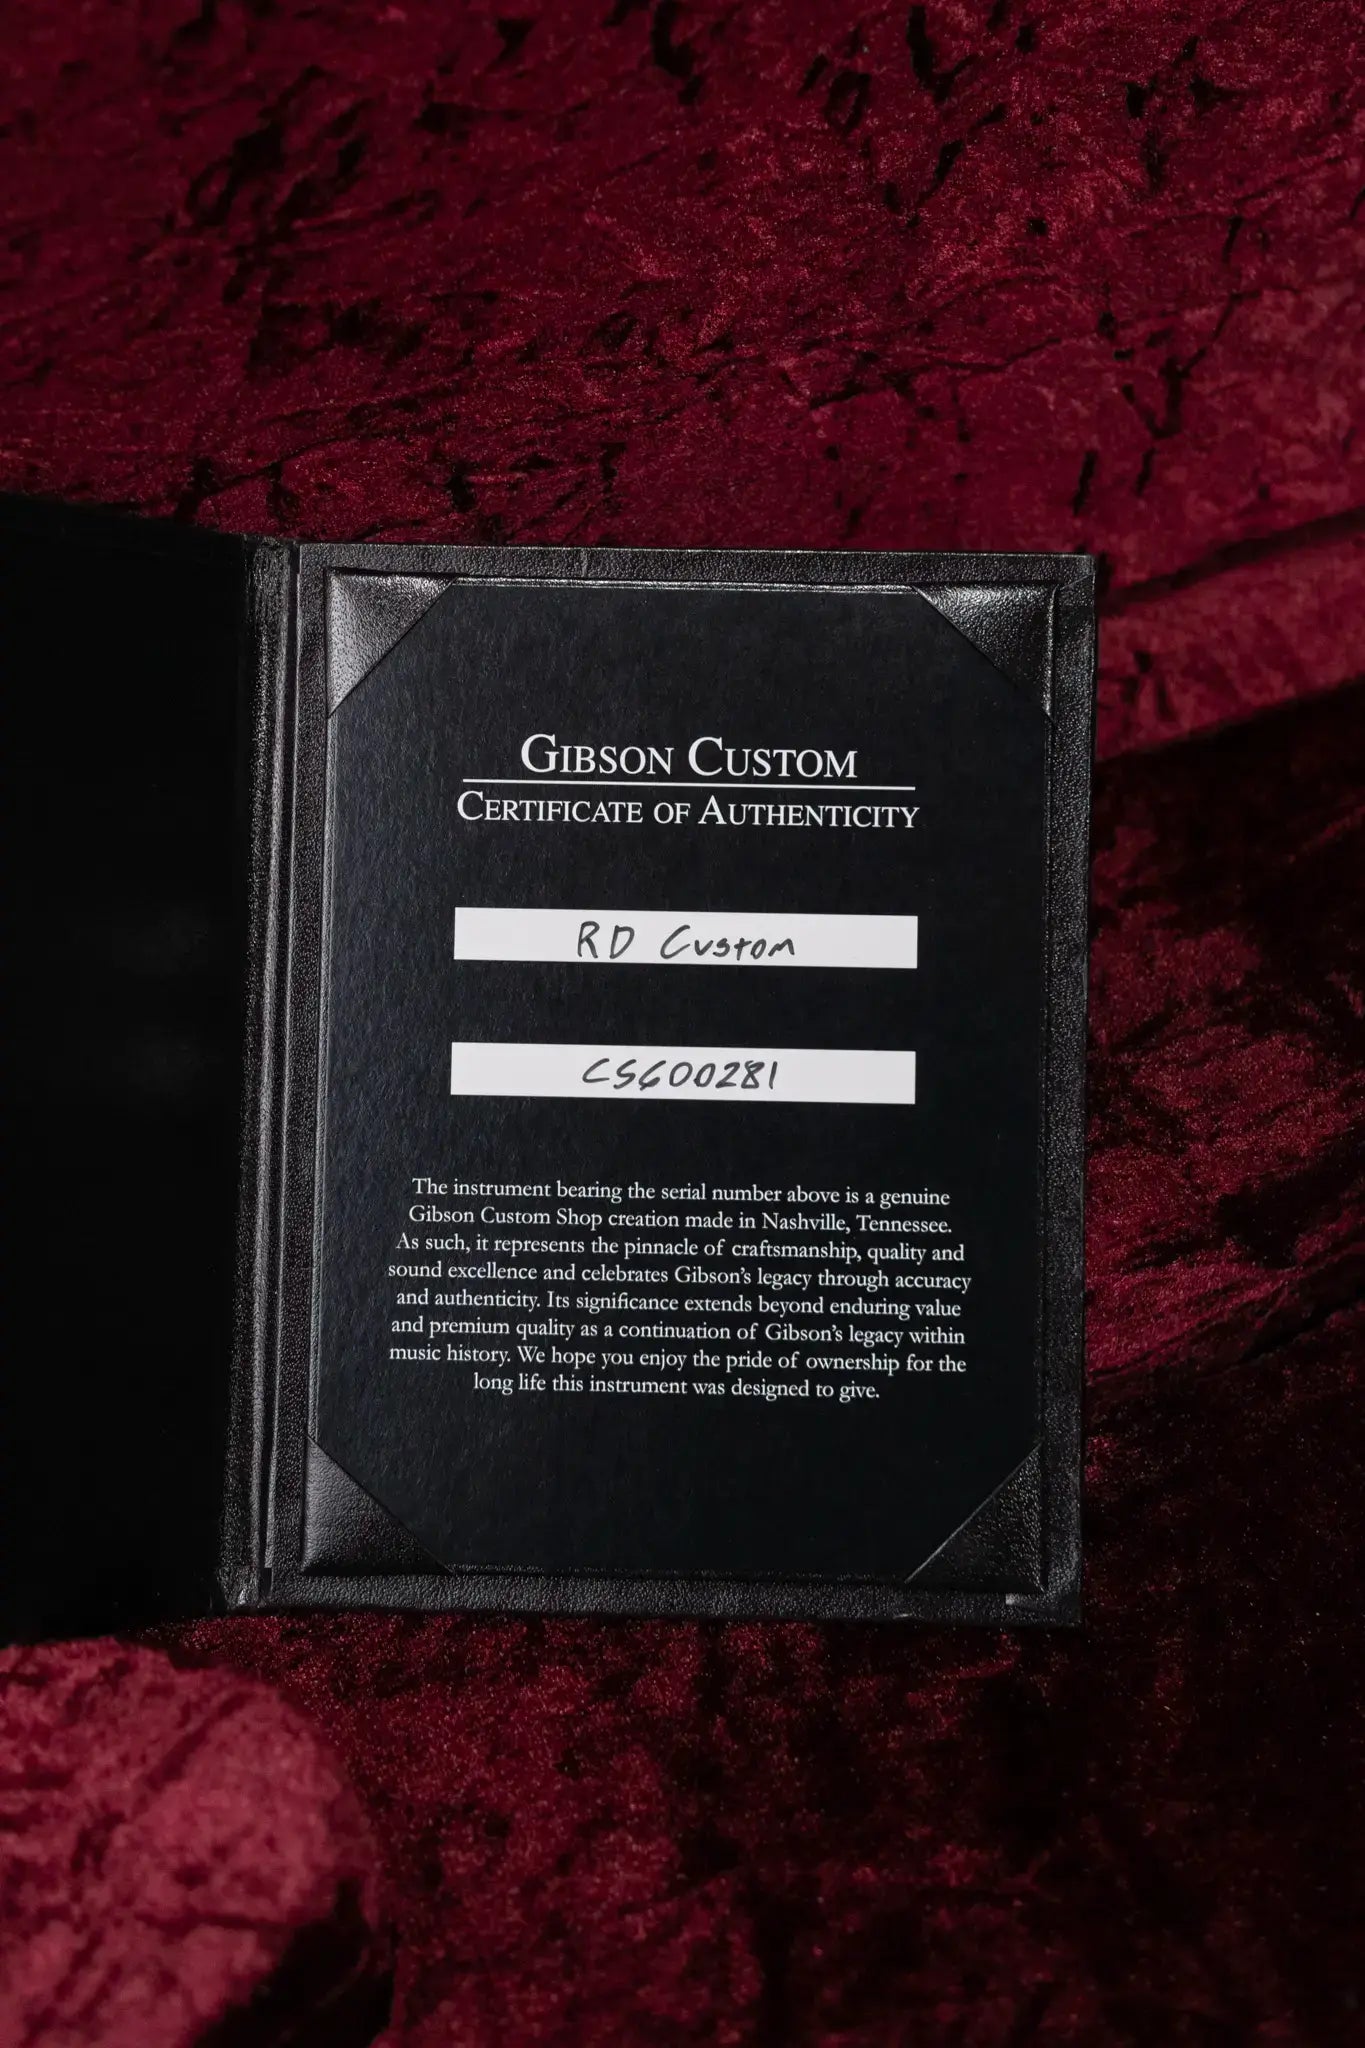 GIBSON CUSTOM
CERTIFICATE OF AUTHENTICITY
RD Custom
CS600281
The instrument bearing the serial number above is a genuine
Gibson Custom Shop creation made in Nashville, Tennessee.
As such, it represents the pinnacle of craftsmanship, quality and
sound excellence and celebrates Gibson's legacy through accuracy
and authenticity. Its significance extends beyond enduring value
and premium quality as a continuation of Gibson's legacy within
music history. We hope you enjoy the pride of ownership for the
long life this instrument was designed to give.